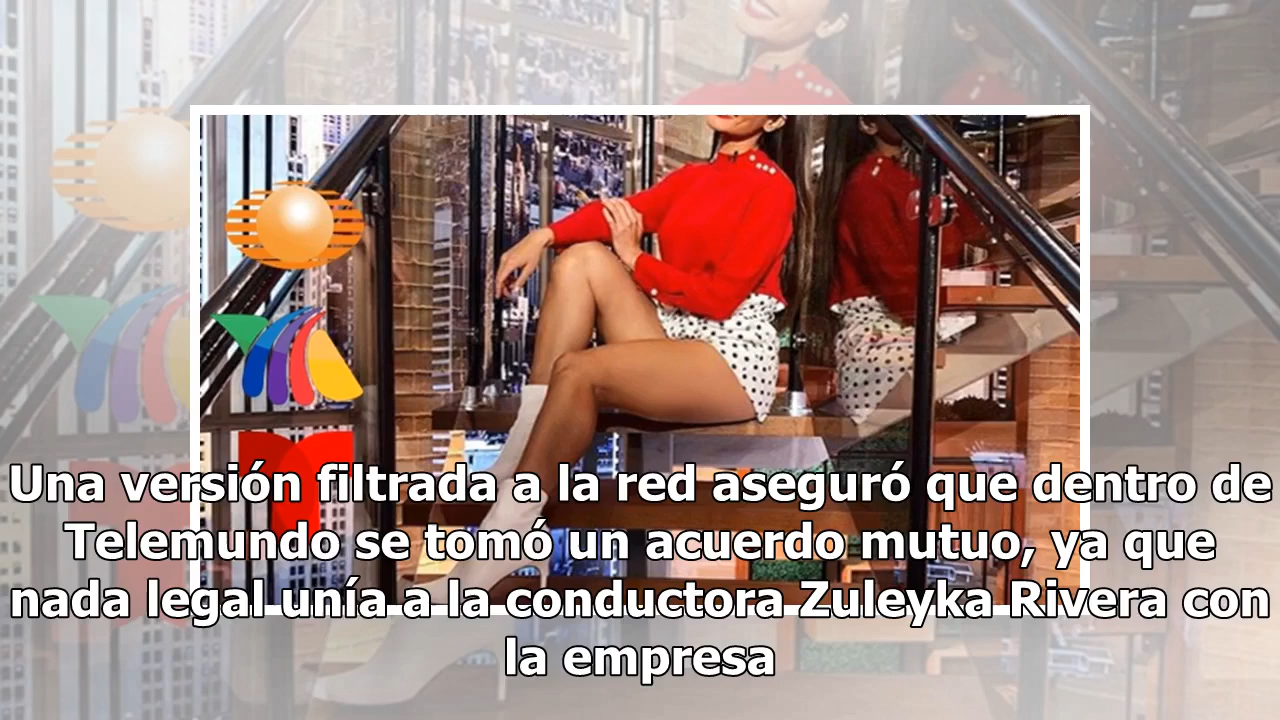 Una versión filtrada a la red aseguró que dentro de
Telemundo se tomó un acuerdo mutuo, ya que
nada legal unía a la conductora Zuleyka Rivera con
la empresa